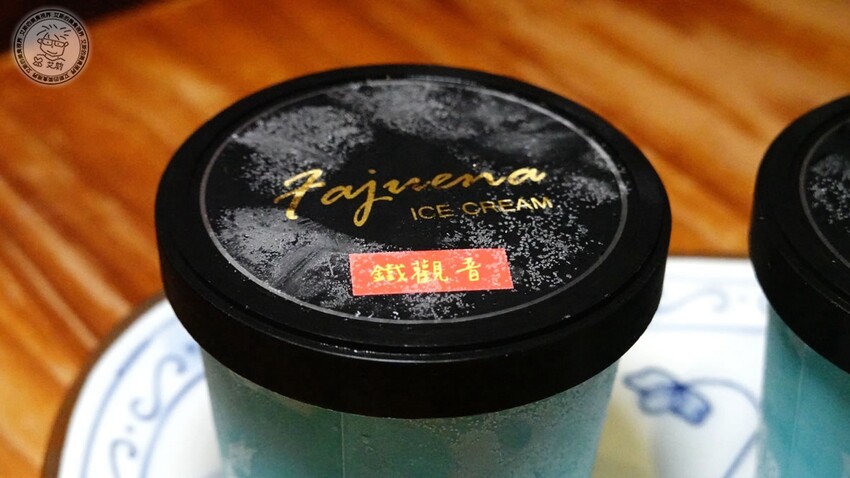 Fajuena
ICE CREAM
鐵觀音